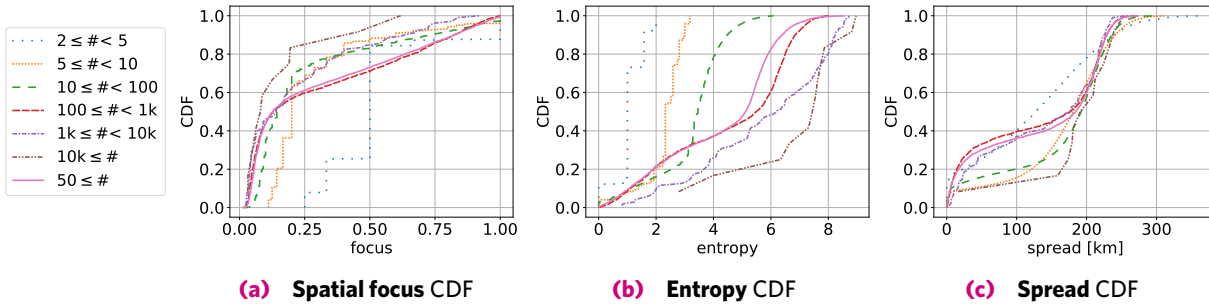 2 ≤ # < 5
5 ≤ # < 10
10 ≤ # < 100
100 ≤ # < 1k
1k ≤ # < 10k
10k ≤ #
50 ≤ #
CDF
1.0
0.8
0.6
0.4
0.2
0.0
0.00 0.25 0.50 0.75 1.00
focus
(a) Spatial focus CDF
CDF
1.0
0.8
0.6
0.4
0.2
0.0
0 2 4 6 8
entropy
(b) Entropy CDF
CDF
1.0
0.8
0.6
0.4
0.2
0.0
0 100 200 300
spread [km]
(c) Spread CDF